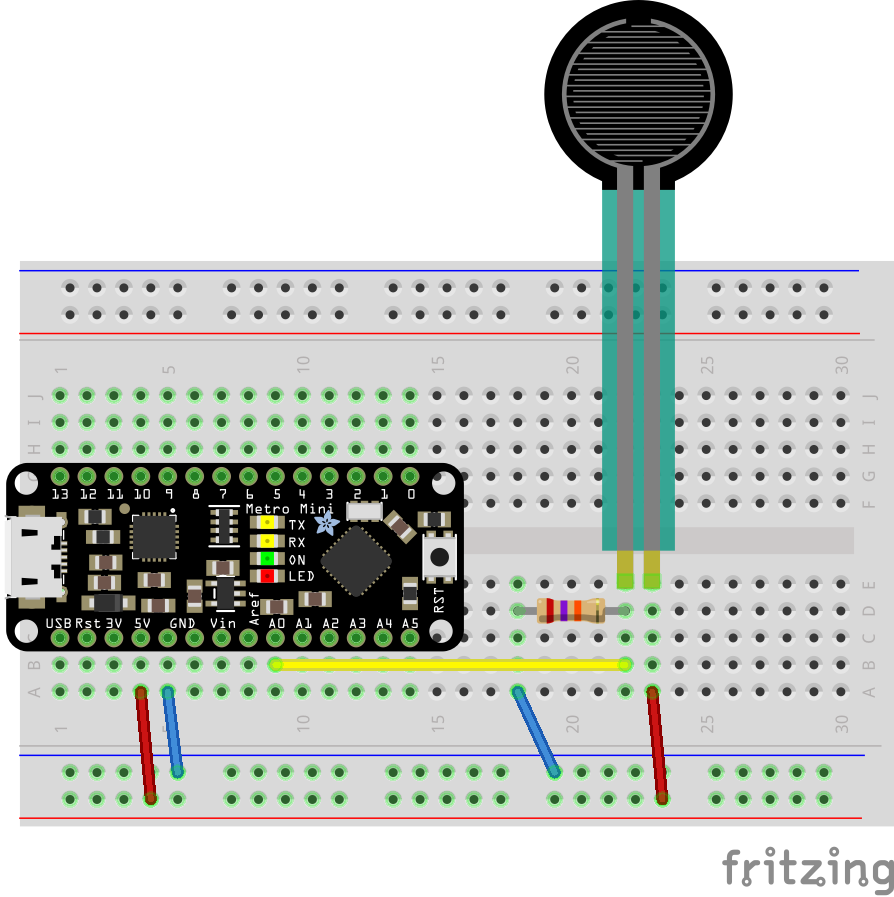 1 5 10 15 20 25 30
J J
I I
H H
G G
F F
13 12 11 10 9 8 7 6 5 4 3 2 1 0
Metro Mini
TX
RX
ON
LED
RST
Aref
E
D
USB Rst 3V 5V GND Vin A0 A1 A2 A3 A4 A5
C
B B
A A
1 5 10 15 20 25 30
fritzing